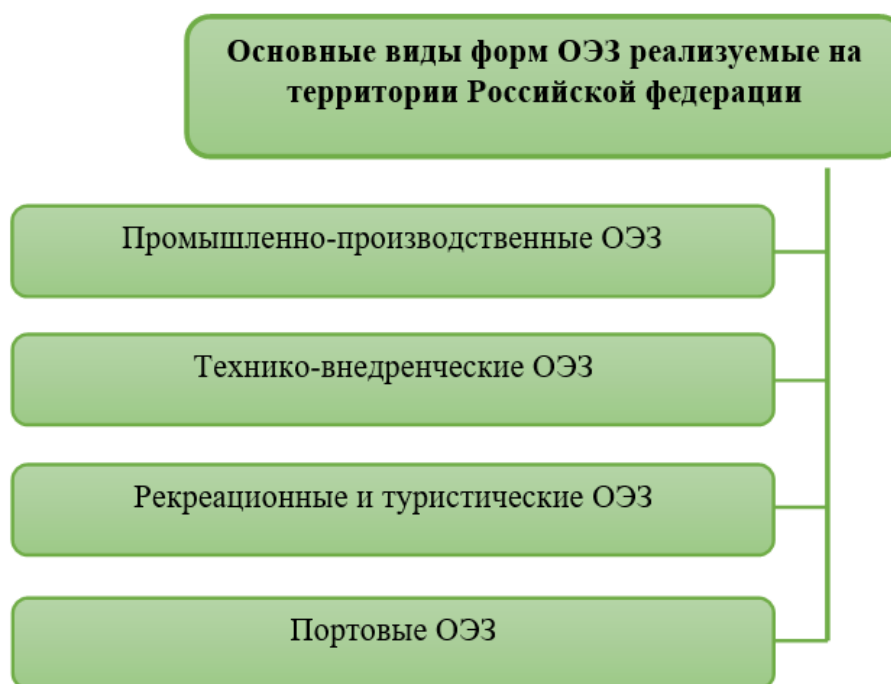 Основные виды форм ОЭЗ реализуемые на
территории Российской федерации
Промышленно-производственные ОЭЗ
Технико-внедренческие ОЭЗ
Рекреационные и туристические ОЭЗ
Портовые ОЭЗ